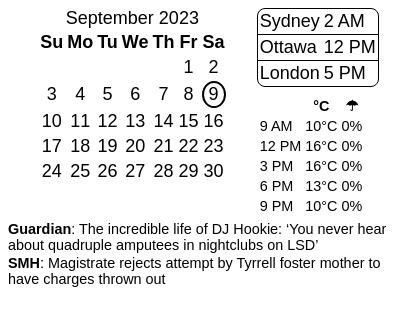 September 2023
Su Mo Tu We Th Fr Sa
1 2
3 4 5 6 7 8 9
10 11 12 13 14 15 16
17 18 19 20 21 22 23
24 25 26 27 28 29 30
Sydney 2 AM
Ottawa 12 PM
London 5 PM
°C ☂
9 AM 10°C 0%
12 PM 16°C 0%
3 PM 16°C 0%
6 PM 13°C 0%
9 PM 10°C 0%
Guardian: The incredible life of DJ Hookie: ‘You never hear
about quadruple amputees in nightclubs on LSD’
SMH: Magistrate rejects attempt by Tyrrell foster mother to
have charges thrown out